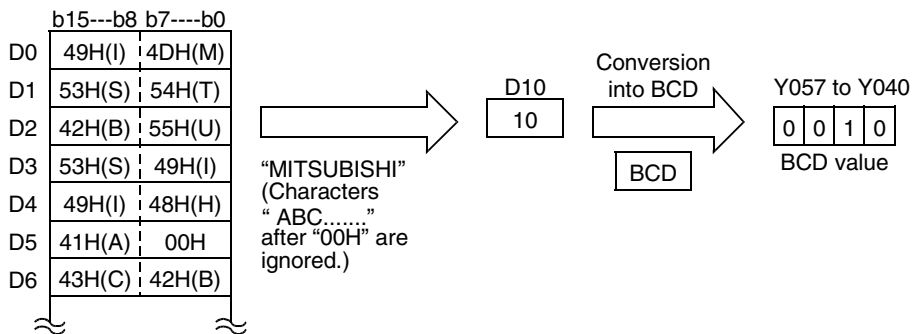 b15---b8 b7----b0
D0 49H(I) 4DH(M)
D1 53H(S) 54H(T)
D2 42H(B) 55H(U)
D3 53H(S) 49H(I)
D4 49H(I) 48H(H)
D5 41H(A) 00H
D6 43H(C) 42H(B)
“MITSUBISHI”
(Characters
“ ABC.......”
after “00H” are
ignored.)
D10
10
Conversion
into BCD
BCD
Y057 to Y040
0 0 1 0
BCD value